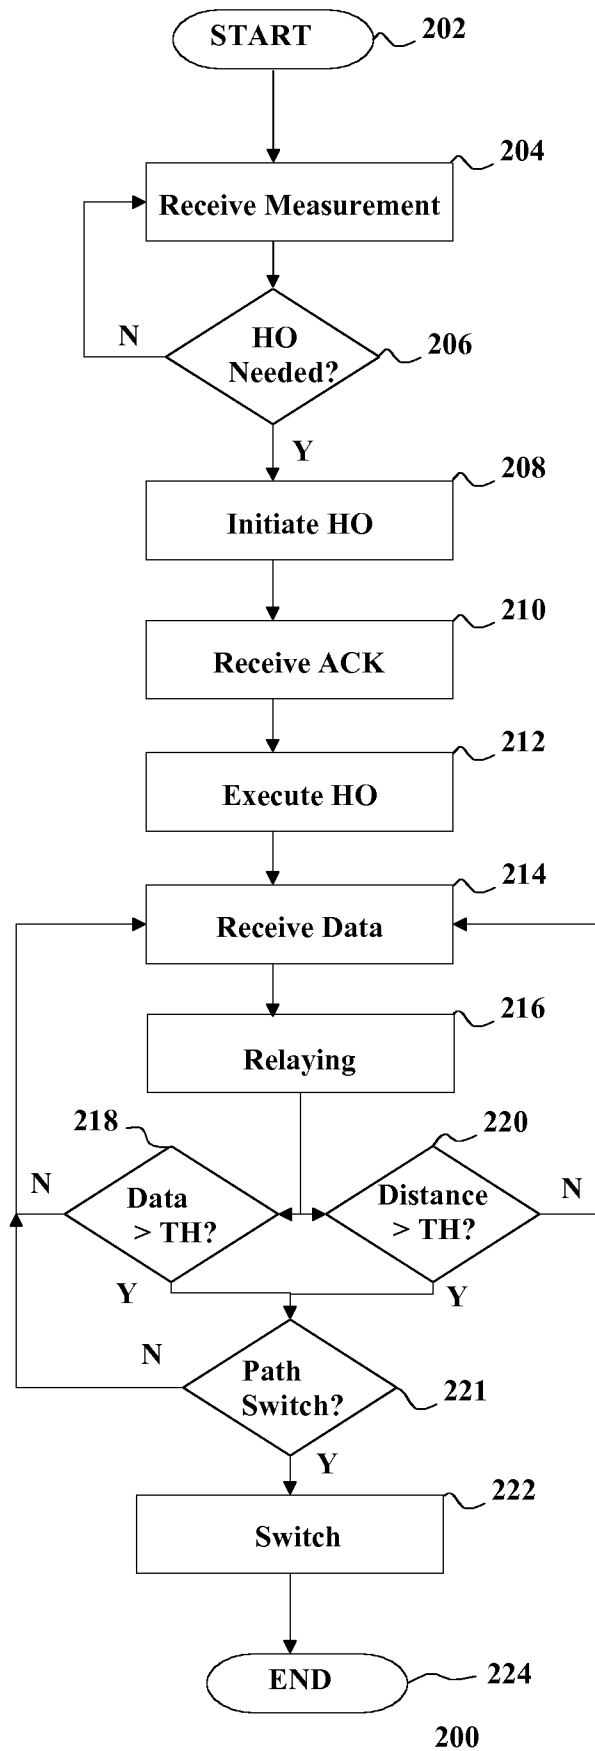 START
202
204
Receive Measurement
N
HO
Needed?
206
Y
208
Initiate HO
210
Receive ACK
212
Execute HO
214
Receive Data
216
Relaying
218
220
N
Data
> TH?
Distance
> TH?
N
Y
Y
N
Path
Switch?
221
Y
222
Switch
END
224
200